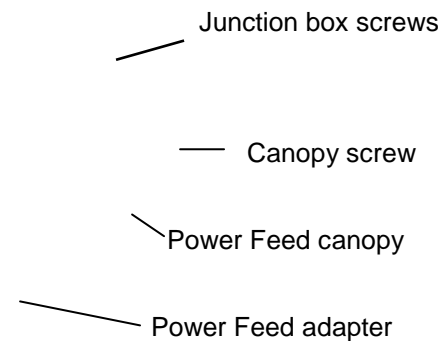 Junction box screws
Canopy screw
Power Feed canopy
Power Feed adapter